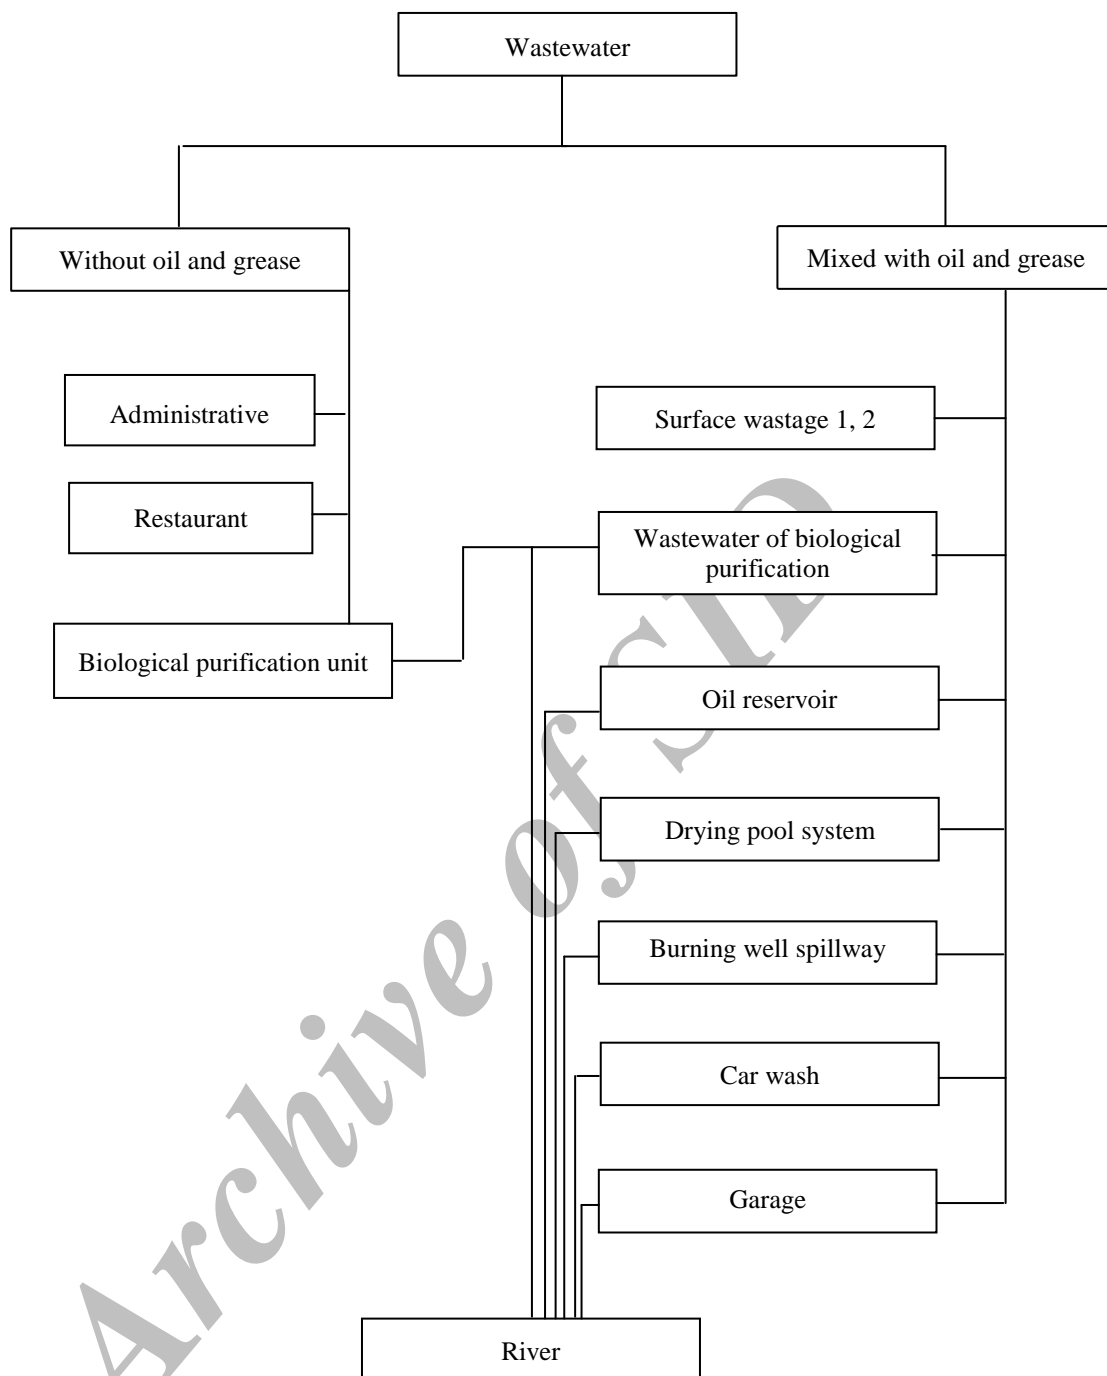 Wastewater
Without oil and grease
Mixed with oil and grease
Administrative
Surface wastage 1, 2
Restaurant
Wastewater of biological
purification
Biological purification unit
Oil reservoir
Drying pool system
Burning well spillway
Car wash
Garage
River
Archive of SID